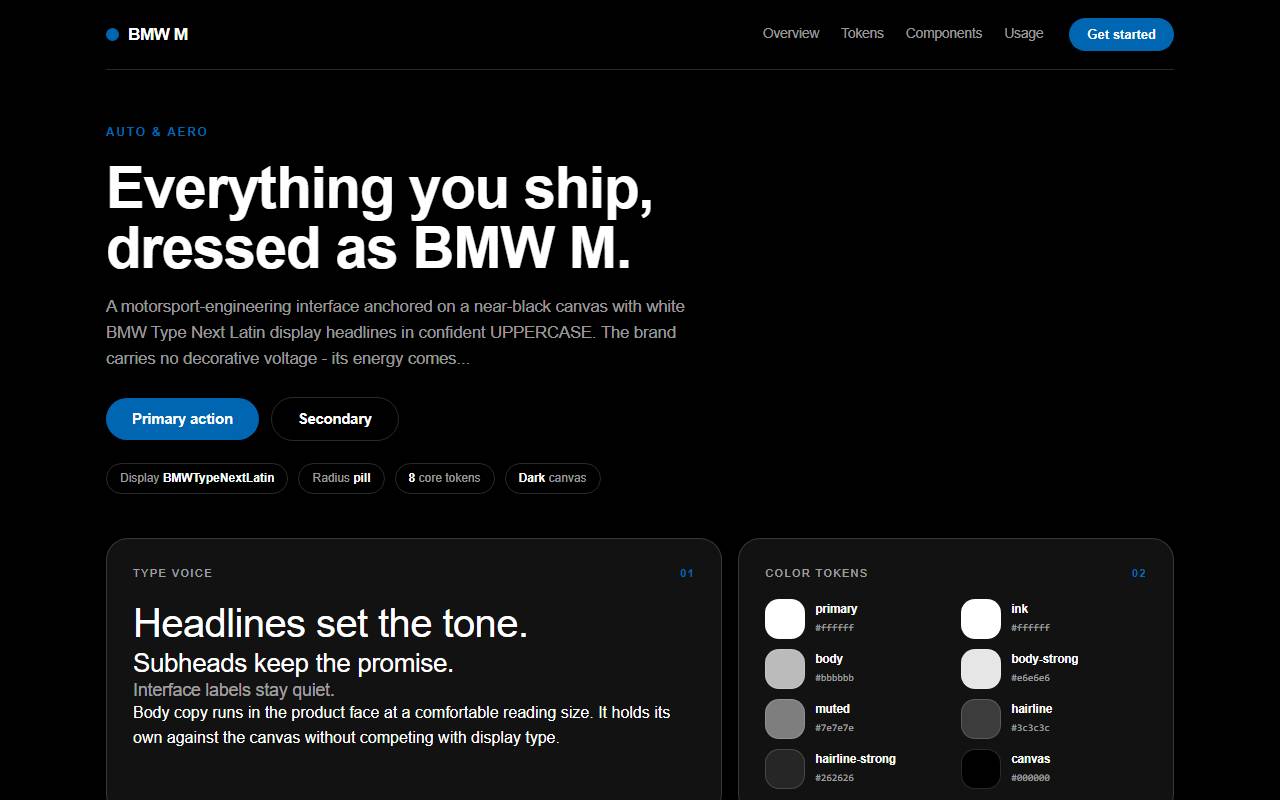 BMW M
Overview Tokens Components Usage Get started
AUTO & AERO
Everything you ship,
dressed as BMW M.
A motorsport-engineering interface anchored on a near-black canvas with white
BMW Type Next Latin display headlines in confident UPPERCASE. The brand
carries no decorative voltage - its energy comes...
Primary action Secondary
Display BMWTypeNextLatin Radius pill 8 core tokens Dark canvas
TYPE VOICE 01
Headlines set the tone.
Subheads keep the promise.
Interface labels stay quiet.
Body copy runs in the product face at a comfortable reading size. It holds its
own against the canvas without competing with display type.
COLOR TOKENS 02
primary
#ffffff
ink
#ffffff
body
#bbbbbb
body-strong
#e6e6e6
muted
#7e7e7e
hairline
#3c3c3c
hairline-strong
#262626
canvas
#000000